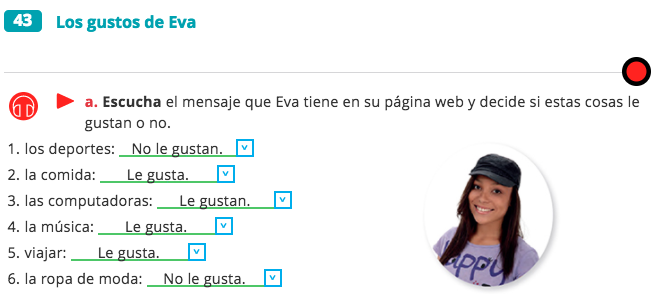 43 Los gustos de Eva
a. Escucha el mensaje que Eva tiene en su página web y decide si estas cosas le
gustan o no.
1. los deportes: No le gustan.
2. la comida: Le gusta.
3. las computadoras: Le gustan.
4. la música: Le gusta.
5. viajar: Le gusta.
6. la ropa de moda: No le gusta.